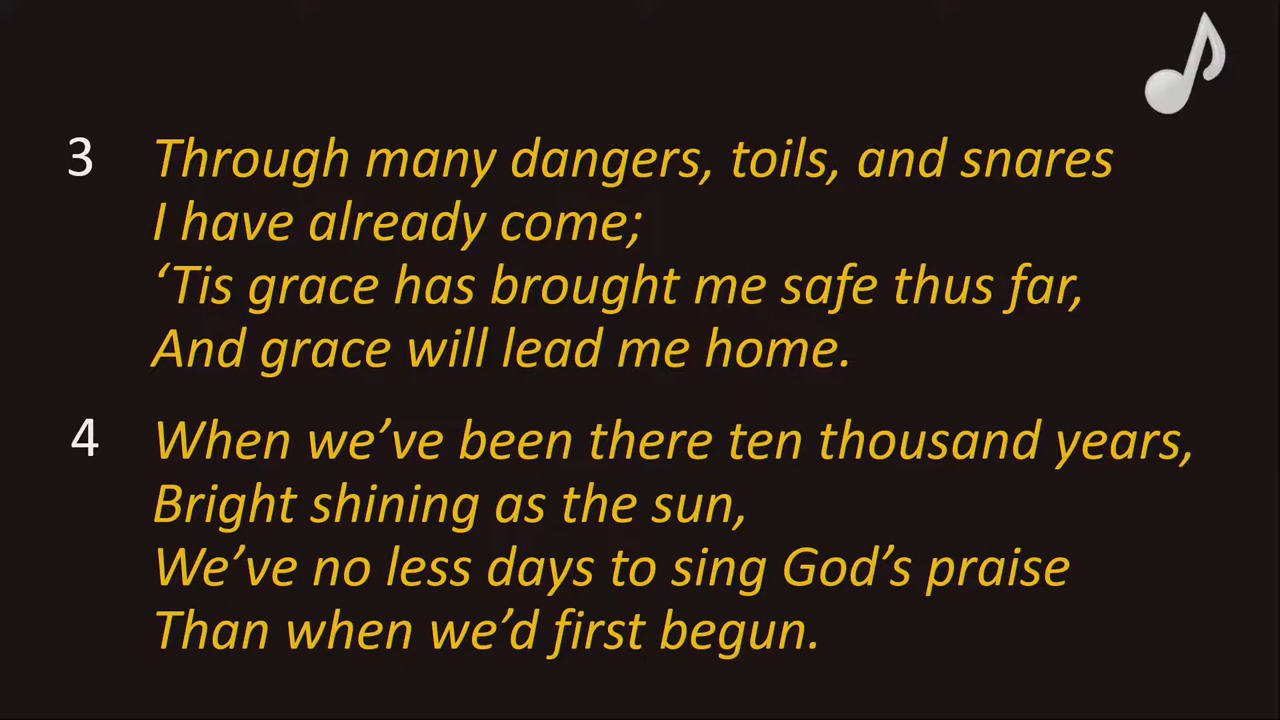 3 Through many dangers, toils, and snares
I have already come;
‘Tis grace has brought me safe thus far,
And grace will lead me home.
4 When we’ve been there ten thousand years,
Bright shining as the sun,
We’ve no less days to sing God’s praise
Than when we’d first begun.